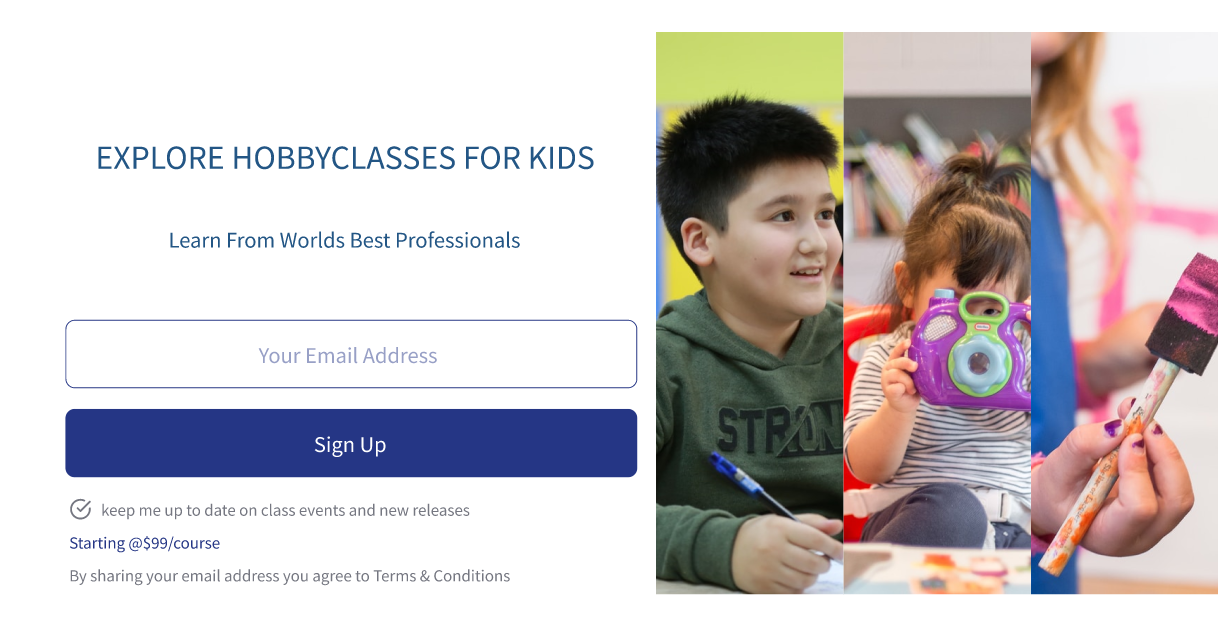 EXPLORE HOBBYCLASSES FOR KIDS
Learn From Worlds Best Professionals
Your Email Address
Sign Up
keep me up to date on class events and new releases
Starting @$99/course
By sharing your email address you agree to Terms & Conditions
STRON